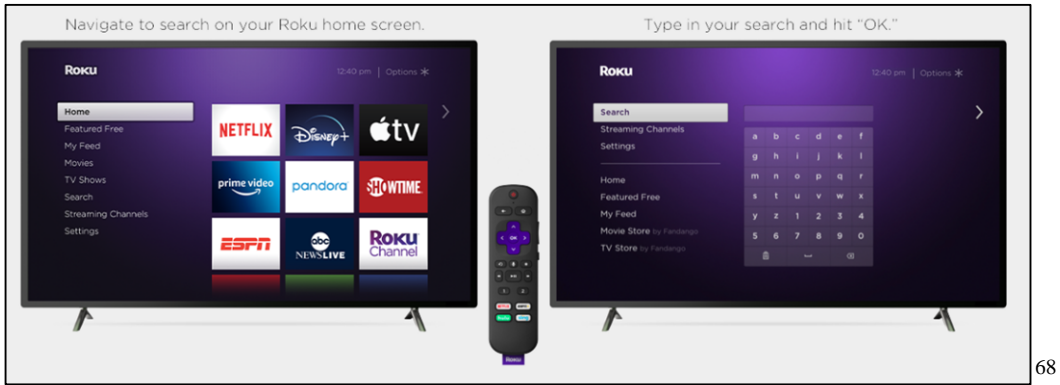 Navigate to search on your Roku home screen.
Type in your search and hit “OK.”
Roku
12:40 pm | Options
Home
Featured Free
My Feed
Movies
TV Shows
Search
Streaming Channels
Settings
NETFLIX
Disney+
tv
prime video
pandora
SHOWTIME
ESPN
abc
NEWS LIVE
Roku
Channel
OK
Roku
Roku
12:40 pm | Options
Search
Streaming Channels
Settings
Home
Featured Free
My Feed
Movie Store by Fandango
TV Store by Fandango
a b c d e f
g h i j k l
m n o p q r
s t u v w x
y z 1 2 3 4
5 6 7 8 9 0
68